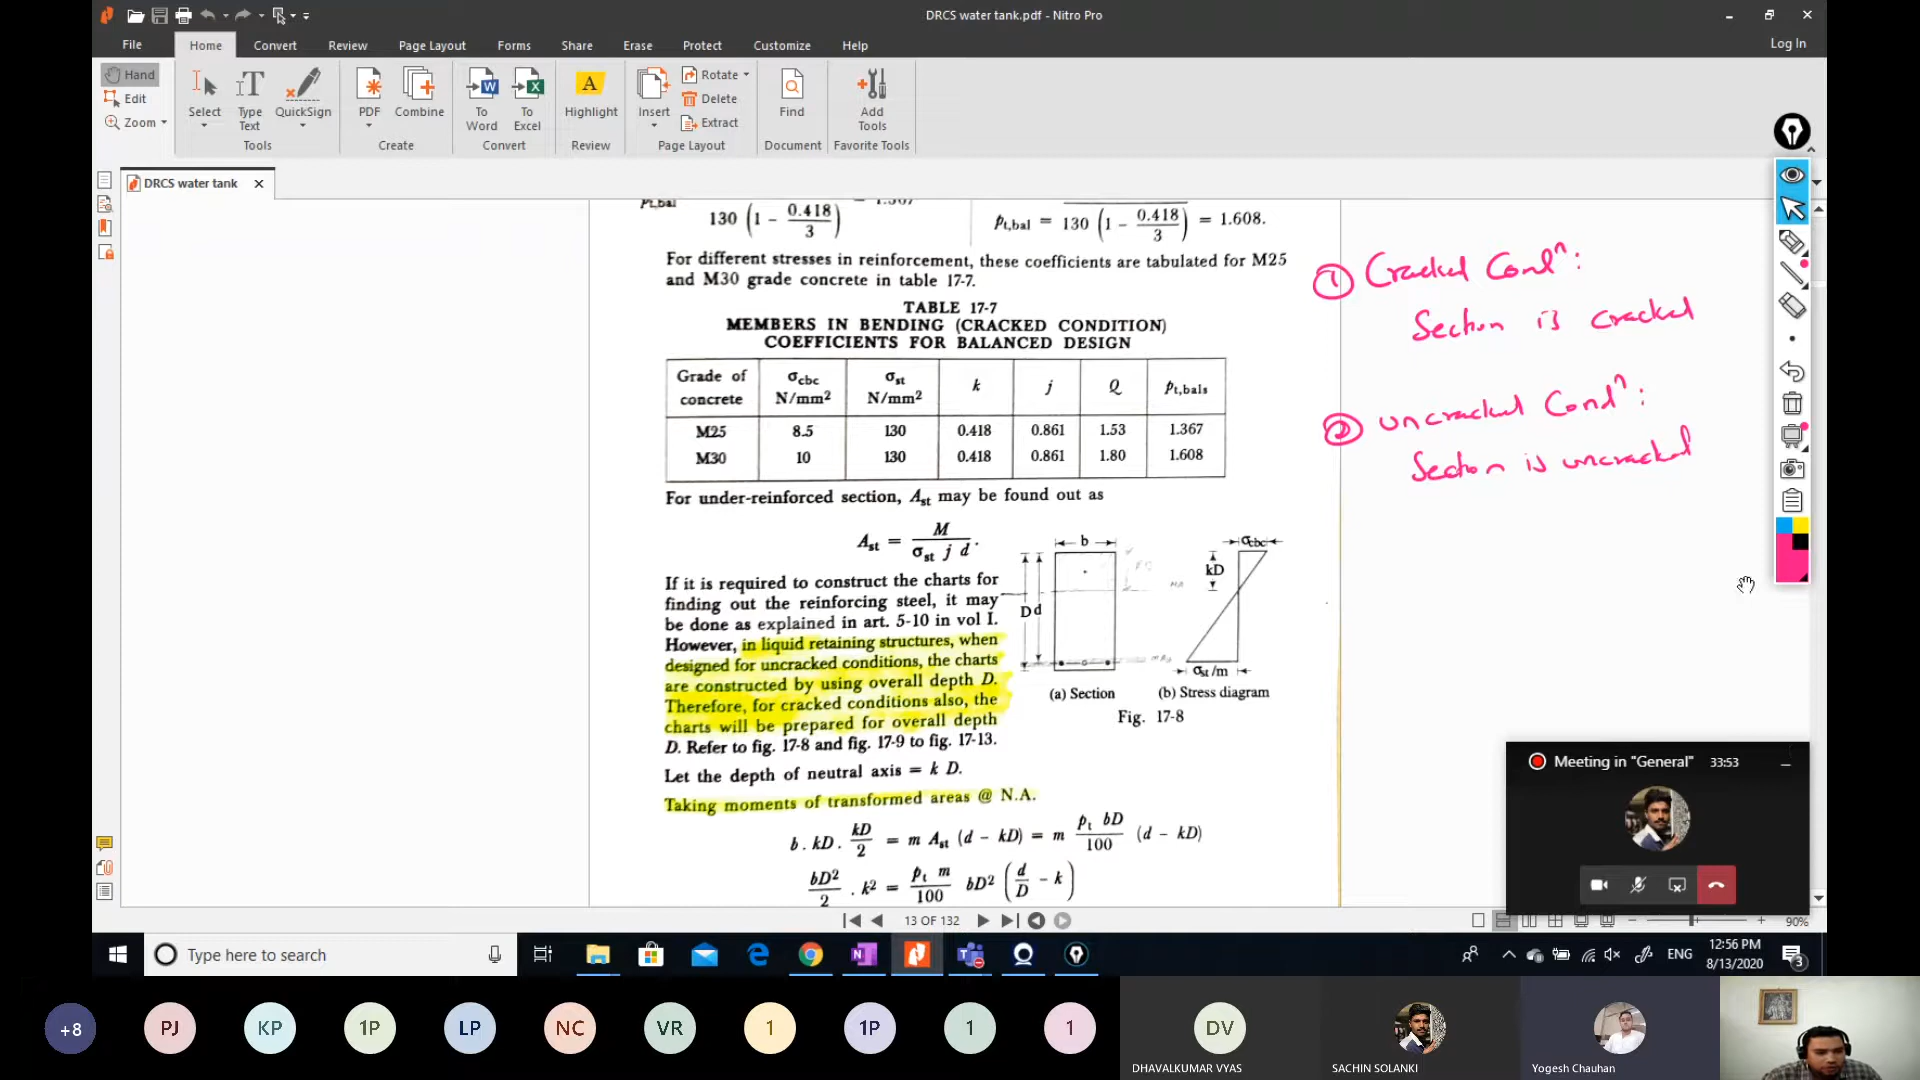 DRCS water tank.pdf - Nitro Pro
File Home Convert Review Page Layout Forms Share Erase Protect Customize Help
Log In
Hand
Edit
Zoom
Select
Type Text
QuickSign
Tools
PDF
Combine
Create
To Word
To Excel
Convert
Highlight
Review
Insert
Rotate
Delete
Extract
Page Layout
Find
Document
Add Tools
Favorite Tools
DRCS water tank
130 (1 - 0.418/3)
pt,bal = 130 (1 - 0.418/3) = 1.608.
For different stresses in reinforcement, these coefficients are tabulated for M25
and M30 grade concrete in table 17-7.
TABLE 17-7
MEMBERS IN BENDING (CRACKED CONDITION)
COEFFICIENTS FOR BALANCED DESIGN
Grade of concrete σcbc N/mm2 σst N/mm2 k j Q pt,bals
M25 8.5 130 0.418 0.861 1.53 1.367
M30 10 130 0.418 0.861 1.80 1.608
For under-reinforced section, Ast may be found out as
Ast = M / σst j d .
If it is required to construct the charts for
finding out the reinforcing steel, it may
be done as explained in art. 5-10 in vol I.
However, in liquid retaining structures, when
designed for uncracked conditions, the charts
are constructed by using overall depth D.
Therefore, for cracked conditions also, the
charts will be prepared for overall depth
D. Refer to fig. 17-8 and fig. 17-9 to fig. 17-13.
b
D d
σcbc
kD
σst /m
(a) Section
(b) Stress diagram
Fig. 17-8
Let the depth of neutral axis = k D.
Taking moments of transformed areas @ N.A.
b . kD . kD/2 = m Ast (d - kD) = m pt bD/100 (d - kD)
bD2/2 . k2 = pt m/100 bD2 (d/D - k)
① Cracked Condn :
Section is cracked
② uncracked Condn :
Section is uncracked
Meeting in "General" 33:53
13 OF 132
90%
Type here to search
ENG
12:56 PM
8/13/2020
3
+8 PJ KP 1P LP NC VR 1 1P 1 1 DV
DHAVALKUMAR VYAS
SACHIN SOLANKI
Yogesh Chauhan